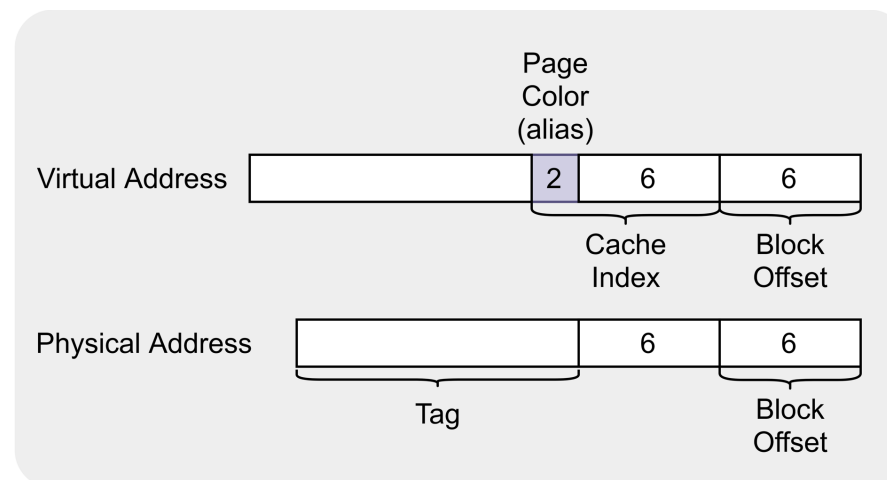 Page
Color
(alias)
Virtual Address 2 6 6
Cache
Index
Block
Offset
Physical Address 6 6
Tag
Block
Offset